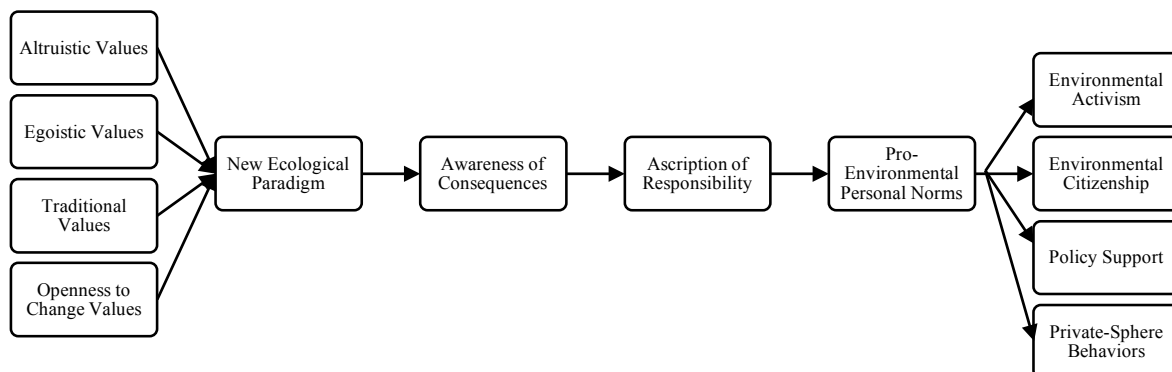 Altruistic Values
Egoistic Values
Traditional
Values
Openness to
Change Values
New Ecological
Paradigm
Awareness of
Consequences
Ascription of
Responsibility
Pro-
Environmental
Personal Norms
Environmental
Activism
Environmental
Citizenship
Policy Support
Private-Sphere
Behaviors